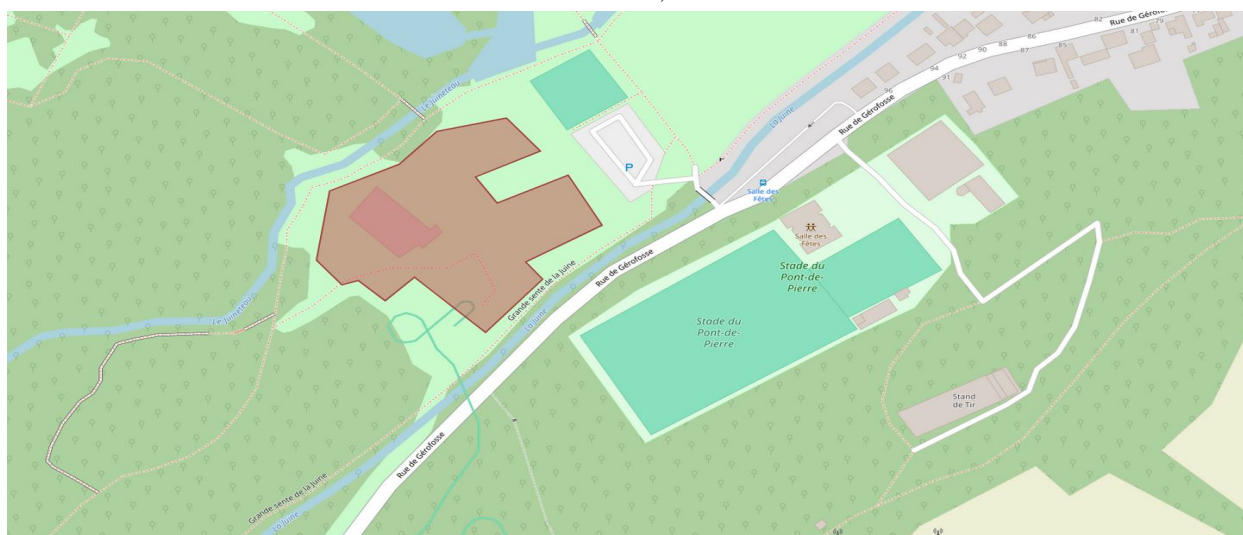 Rue de Gérofosse
82
79
81
86
88
85
87
90
92
94
91
96
Le Juineteau
La Juine
Rue de Gérofosse
P
Salle des
Fêtes
Salle des
Fêtes
Stade du
Pont-de-
Pierre
Rue de Gérofosse
Grande sente de la Juine
La Juine
Le Juineteau
Stade du
Pont-de-
Pierre
Stand
de Tir
Rue de Gérofosse
Grande sente de la Juine
La Juine